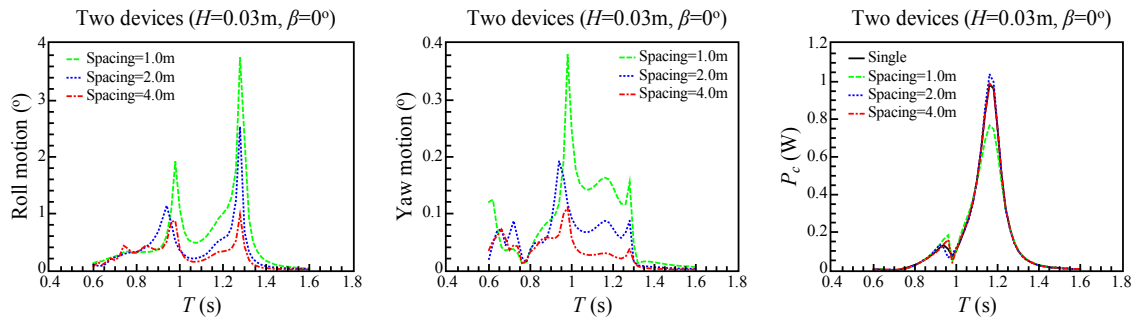 Two devices (H=0.03m, β=0º)
Roll motion (º)
4
3
2
1
0
Spacing=1.0m
Spacing=2.0m
Spacing=4.0m
0.4 0.6 0.8 1 1.2 1.4 1.6 1.8
T (s)
Two devices (H=0.03m, β=0º)
Yaw motion (º)
0.4
0.3
0.2
0.1
0
Spacing=1.0m
Spacing=2.0m
Spacing=4.0m
0.4 0.6 0.8 1 1.2 1.4 1.6 1.8
T (s)
Two devices (H=0.03m, β=0º)
P_c (W)
1.2
1
0.8
0.6
0.4
0.2
0
Single
Spacing=1.0m
Spacing=2.0m
Spacing=4.0m
0.4 0.6 0.8 1 1.2 1.4 1.6 1.8
T (s)